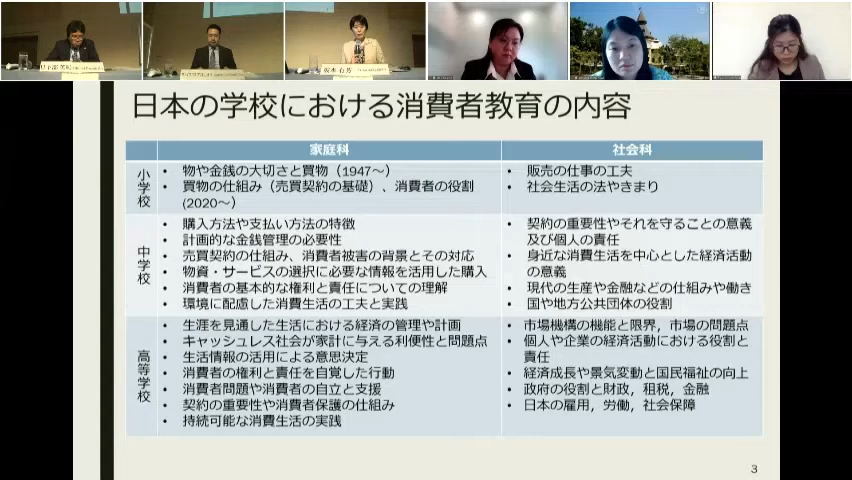 日本の学校における消費者教育の内容
家庭科
社会科
小学校
• 物や金銭の大切さと買物(1947~)
• 買物の仕組み(売買契約の基礎)、消費者の役割
(2020~)
• 販売の仕事の工夫
• 社会生活の法やきまり
中学校
• 購入方法や支払い方法の特徴
• 計画的な金銭管理の必要性
• 売買契約の仕組み、消費者被害の背景とその対応
• 物資・サービスの選択に必要な情報を活用した購入
• 消費者の基本的な権利と責任についての理解
• 環境に配慮した消費生活の工夫と実践
• 契約の重要性やそれを守ることの意義
及び個人の責任
• 身近な消費生活を中心とした経済活動
の意義
• 現代の生産や金融などの仕組みや働き
• 国や地方公共団体の役割
高等学校
• 生涯を見通した生活における経済の管理や計画
• キャッシュレス社会が家計に与える利便性と問題点
• 生活情報の活用による意思決定
• 消費者の権利と責任を自覚した行動
• 消費者問題や消費者の自立と支援
• 契約の重要性や消費者保護の仕組み
• 持続可能な消費生活の実践
• 市場機構の機能と限界，市場の問題点
• 個人や企業の経済活動における役割と
責任
• 経済成長や景気変動と国民福祉の向上
• 政府の役割と財政，租税，金融
• 日本の雇用，労働，社会保障
3